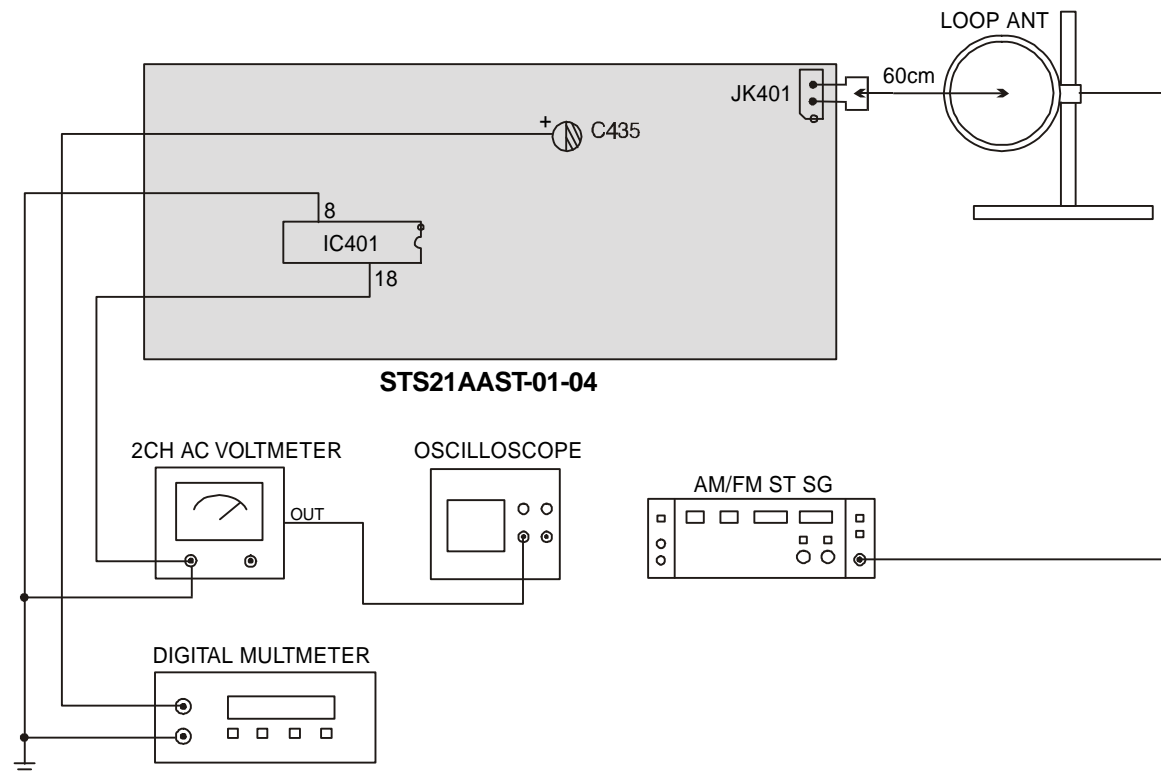 LOOP ANT
60cm
JK401
+ C435
8
IC401
18
STS21AAST-01-04
2CH AC VOLTMETER
OSCILLOSCOPE
AM/FM ST SG
OUT
DIGITAL MULTMETER